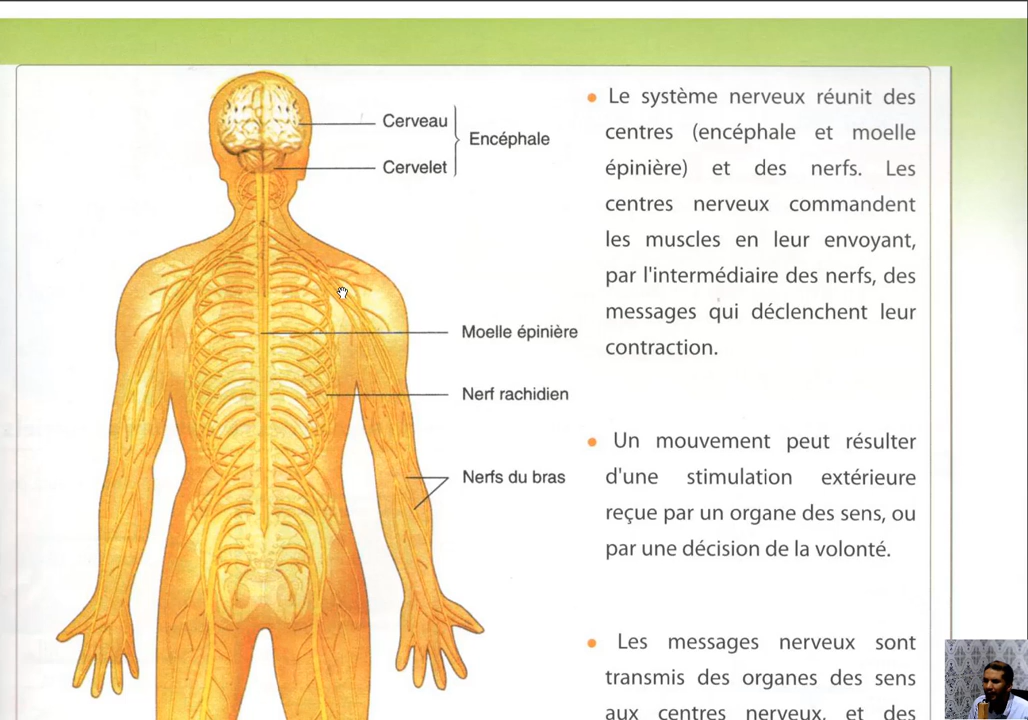 Cerveau
Encéphale
Cervelet
Moelle épinière
Nerf rachidien
Nerfs du bras
Le système nerveux réunit des
centres (encéphale et moelle
épinière) et des nerfs. Les
centres nerveux commandent
les muscles en leur envoyant,
par l'intermédiaire des nerfs, des
messages qui déclenchent leur
contraction.
Un mouvement peut résulter
d'une stimulation extérieure
reçue par un organe des sens, ou
par une décision de la volonté.
Les messages nerveux sont
transmis des organes des sens
aux centres nerveux, et des